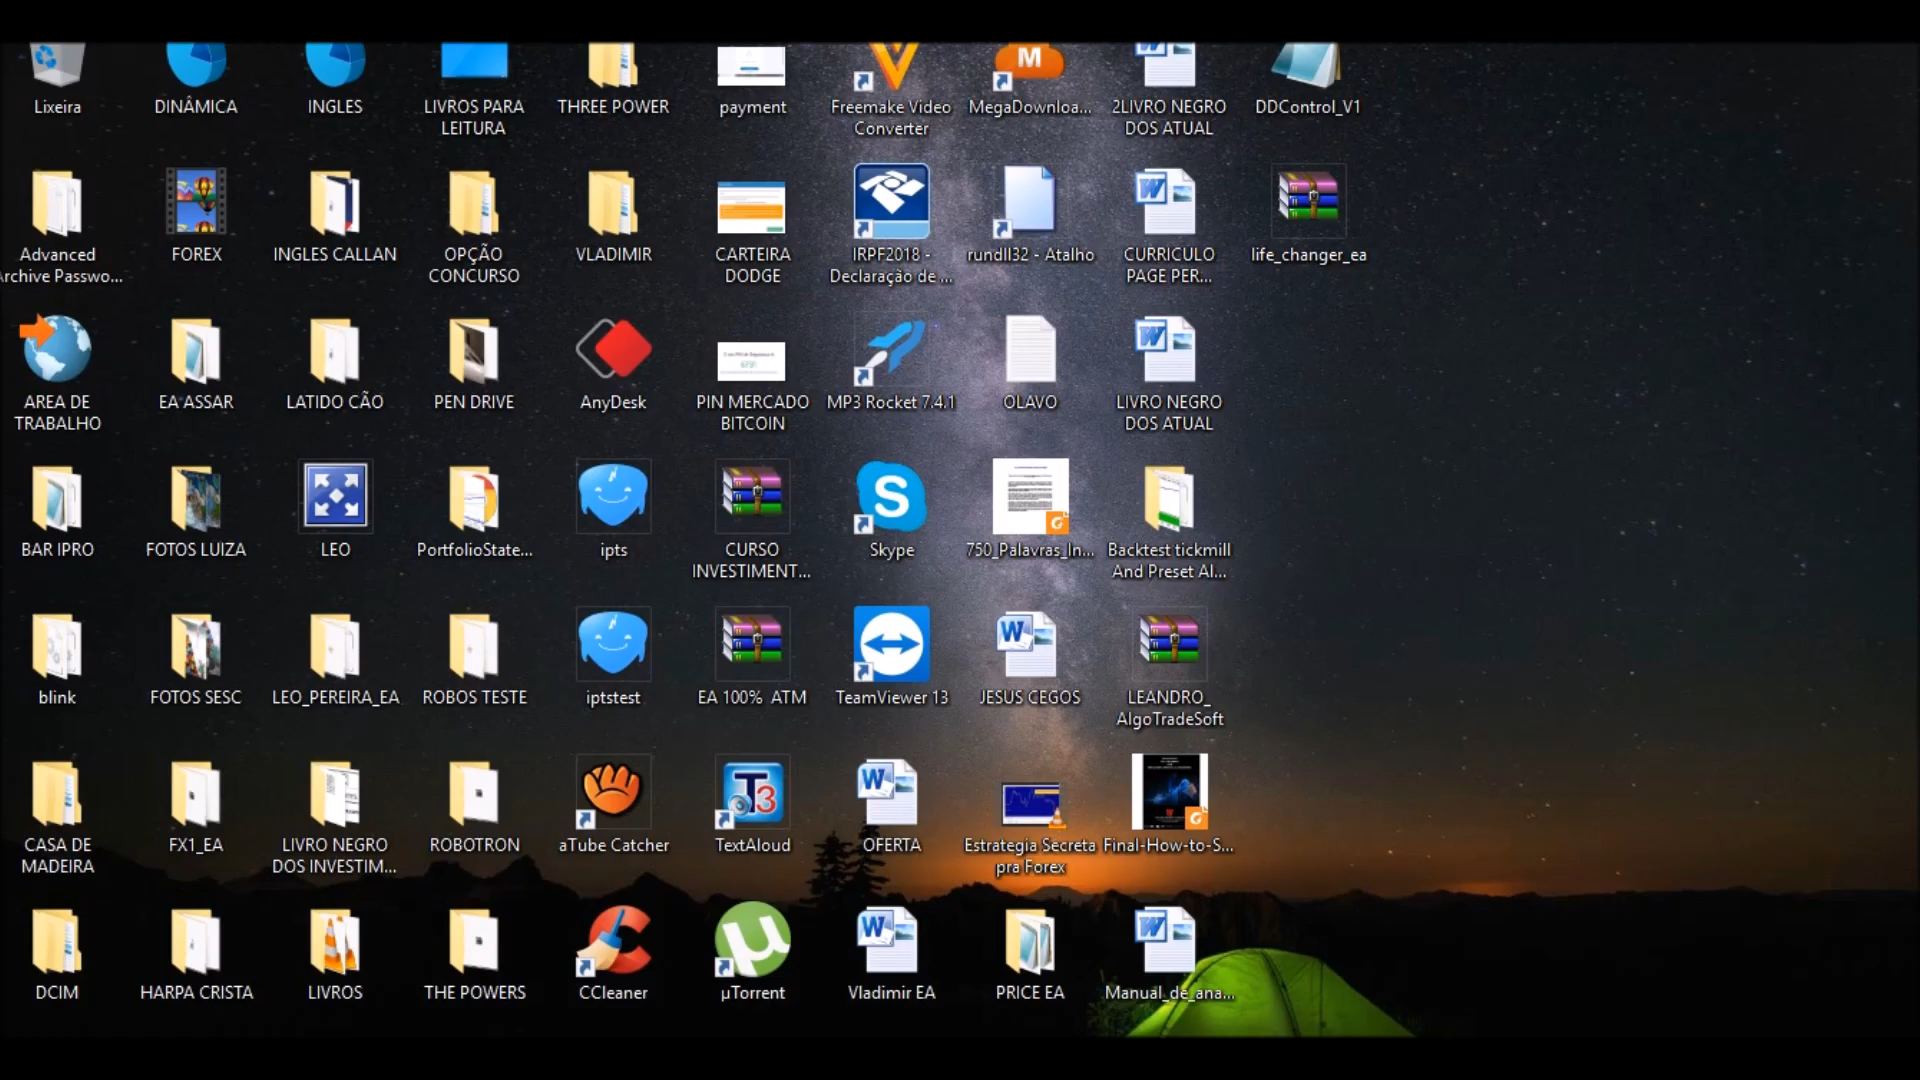 Lixeira
DINÂMICA
INGLES
LIVROS PARA
LEITURA
THREE POWER
payment
Freemake Video
Converter
MegaDownloa...
2LIVRO NEGRO
DOS ATUAL
DDControl_V1
Advanced
Archive Passwo...
FOREX
INGLES CALLAN
OPÇÃO
CONCURSO
VLADIMIR
CARTEIRA
DODGE
IRPF2018 -
Declaração de ...
rundll32 - Atalho
CURRICULO
PAGE PER...
life_changer_ea
AREA DE
TRABALHO
EA ASSAR
LATIDO CÃO
PEN DRIVE
AnyDesk
PIN MERCADO
BITCOIN
MP3 Rocket 7.4.1
OLAVO
LIVRO NEGRO
DOS ATUAL
BAR IPRO
FOTOS LUIZA
LEO
PortfolioState...
ipts
CURSO
INVESTIMENT...
Skype
750_Palavras_In...
Backtest tickmill
And Preset Al...
blink
FOTOS SESC
LEO_PEREIRA_EA
ROBOS TESTE
iptstest
EA 100% ATM
TeamViewer 13
JESUS CEGOS
LEANDRO_
AlgoTradeSoft
CASA DE
MADEIRA
FX1_EA
LIVRO NEGRO
DOS INVESTIM...
ROBOTRON
aTube Catcher
TextAloud
OFERTA
Estrategia Secreta
pra Forex
Final-How-to-S...
DCIM
HARPA CRISTA
LIVROS
THE POWERS
CCleaner
µTorrent
Vladimir EA
PRICE EA
Manual_de_ana...